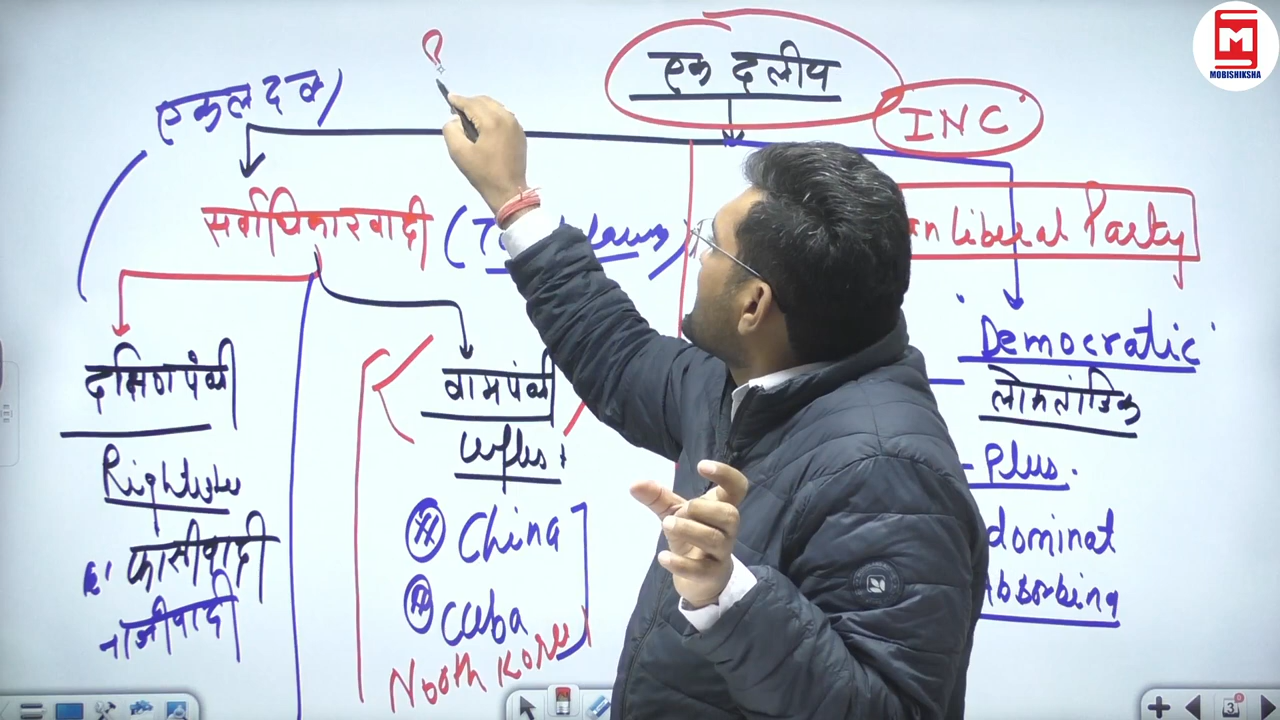 M
MOBISHIKSHA
?
एक दलीय
INC
एकल दल
सर्वाधिकारवादी (
Liberal Party
Democratic
लोकतांत्रिक
दक्षिणपंथी
वामपंथी
Plus.
dominat
Absorbing
फासीवादी
नाजीवादी
China
Cuba
North Korea
3